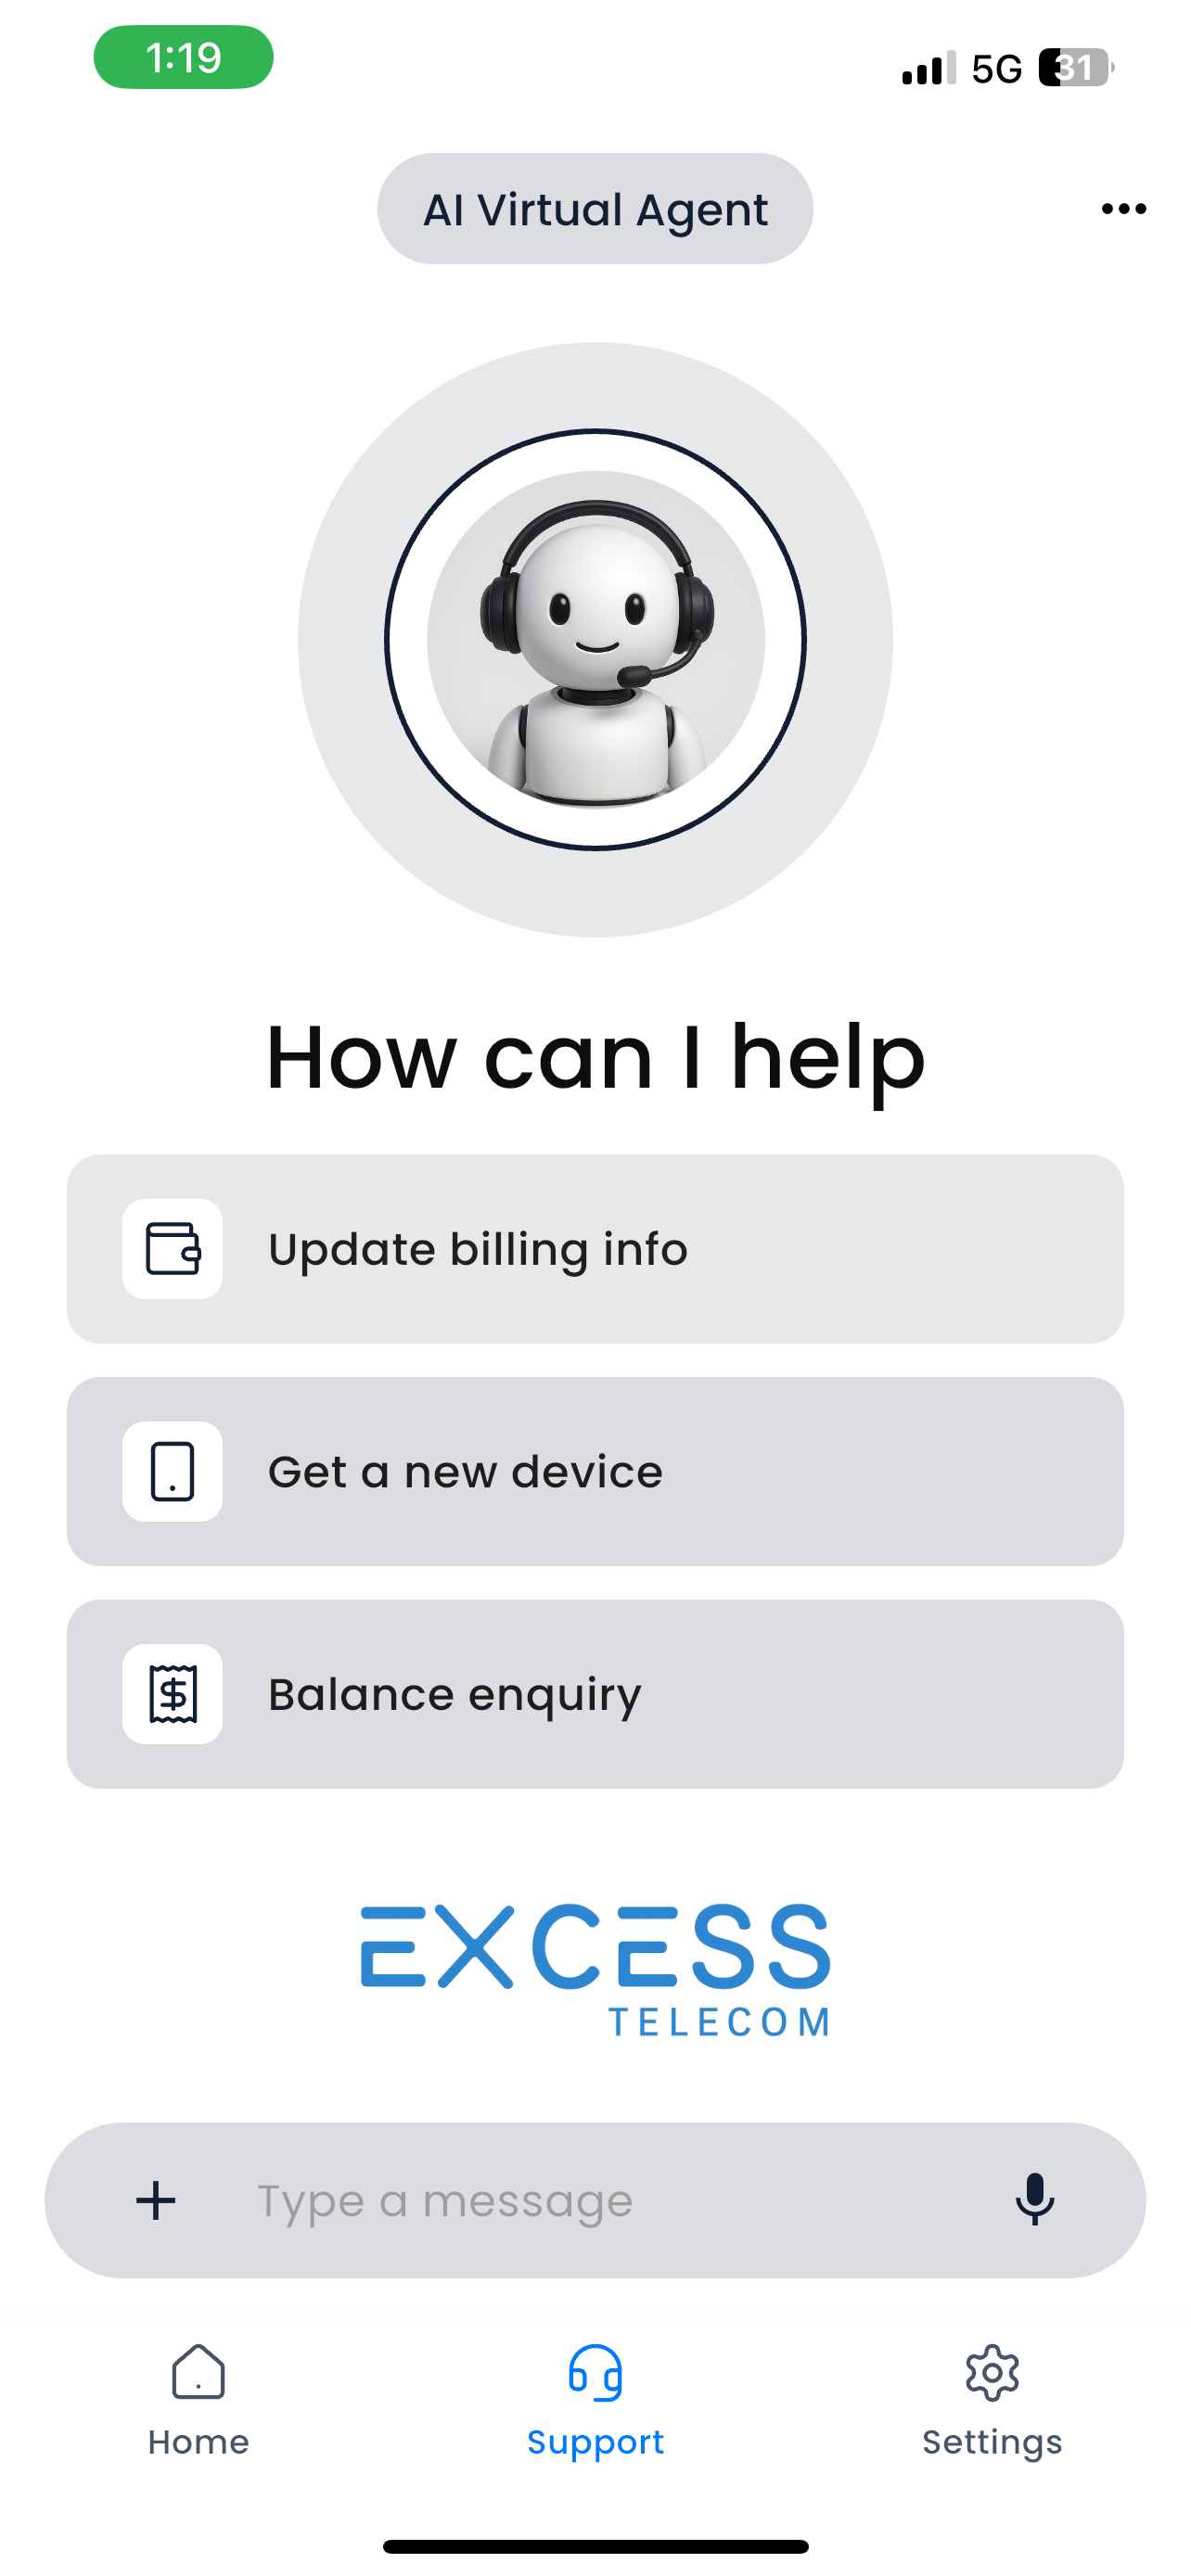 1:19
5G 31
AI Virtual Agent
How can I help
Update billing info
Get a new device
Balance enquiry
EXCESS
TELECOM
Type a message
Home Support Settings